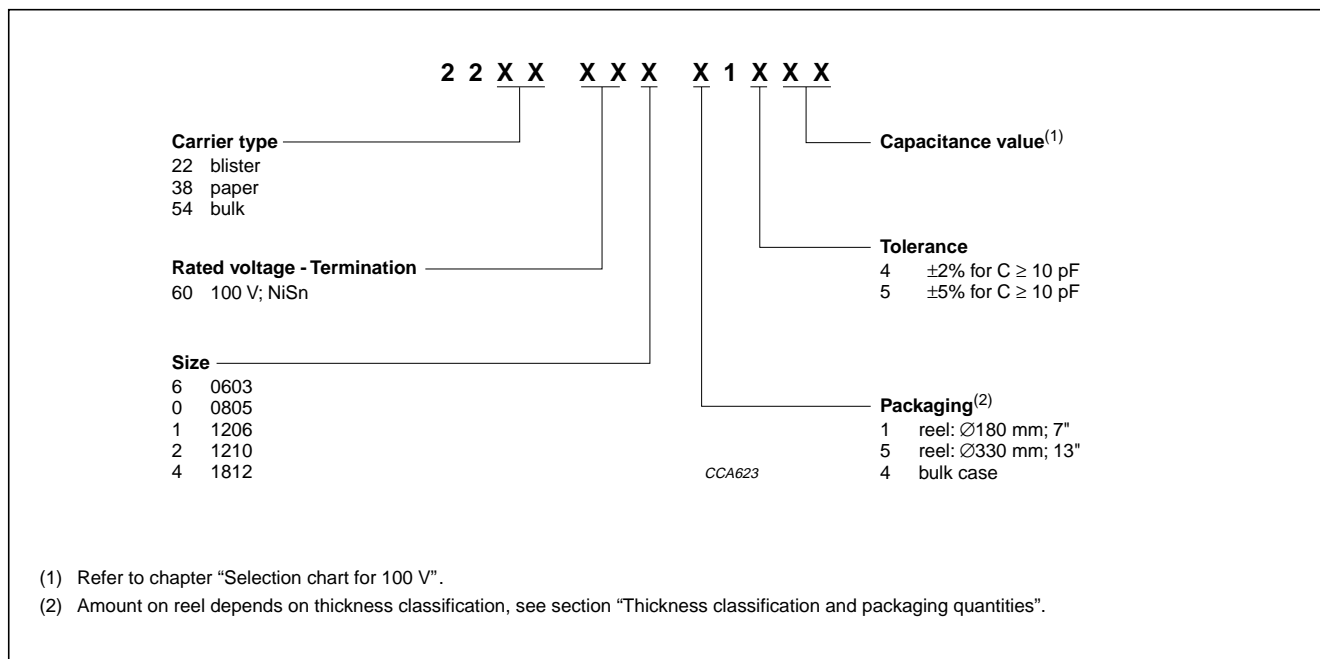 2 2 X X X X X X 1 X X X
Carrier type
22 blister
38 paper
54 bulk
Rated voltage - Termination
60 100 V; NiSn
Size
6 0603
0 0805
1 1206
2 1210
4 1812
Capacitance value(1)
Tolerance
4 ±2% for C ≥ 10 pF
5 ±5% for C ≥ 10 pF
Packaging(2)
1 reel: ∅180 mm; 7"
5 reel: ∅330 mm; 13"
4 bulk case
CCA623
(1) Refer to chapter “Selection chart for 100 V”.
(2) Amount on reel depends on thickness classification, see section “Thickness classification and packaging quantities”.